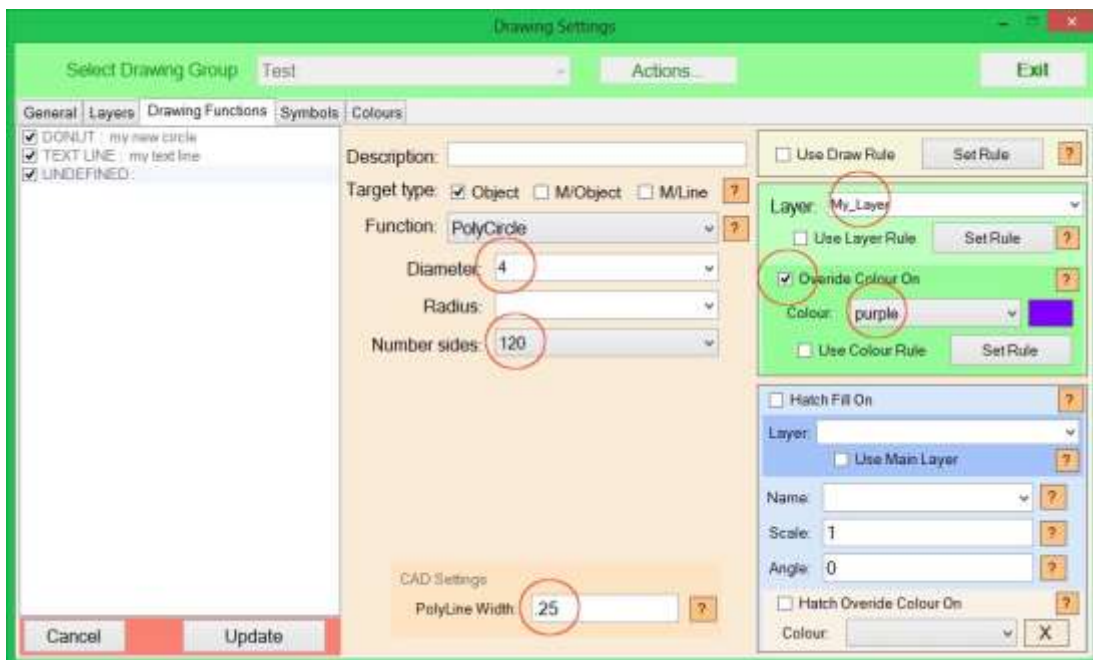 Drawing Settings
Select Drawing Group Test Actions... Exit
General Layers Drawing Functions Symbols Colours
DONUT : my new circle
TEXT LINE : my text line
UNDEFINED :
Cancel Update
Description:
Target type: Object M/Object M/Line ?
Function: PolyCircle ?
Diameter: 4
Radius:
Number sides: 120
CAD Settings
PolyLine Width: .25 ?
Use Draw Rule Set Rule ?
Layer: My_Layer
Use Layer Rule Set Rule ?
Overide Colour On ?
Colour: purple
Use Colour Rule Set Rule
Hatch Fill On ?
Layer:
Use Main Layer ?
Name: ?
Scale: 1 ?
Angle: 0 ?
Hatch Overide Colour On ?
Colour: X